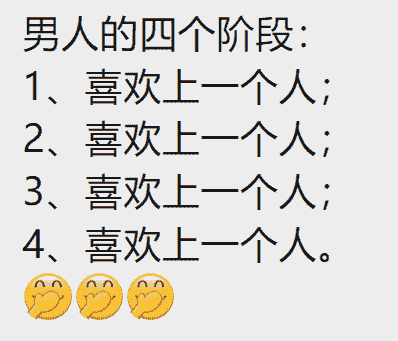 男人的四个阶段：
1、喜欢上一个人；
2、喜欢上一个人；
3、喜欢上一个人；
4、喜欢上一个人。